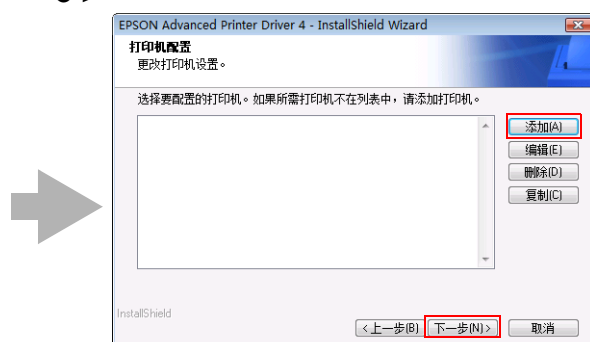 EPSON Advanced Printer Driver 4 - InstallShield Wizard
打印机配置
更改打印机设置。
选择要配置的打印机。如果所需打印机不在列表中，请添加打印机。
添加(A)
编辑(E)
删除(D)
复制(C)
InstallShield
<上一步(B) 下一步(N)> 取消